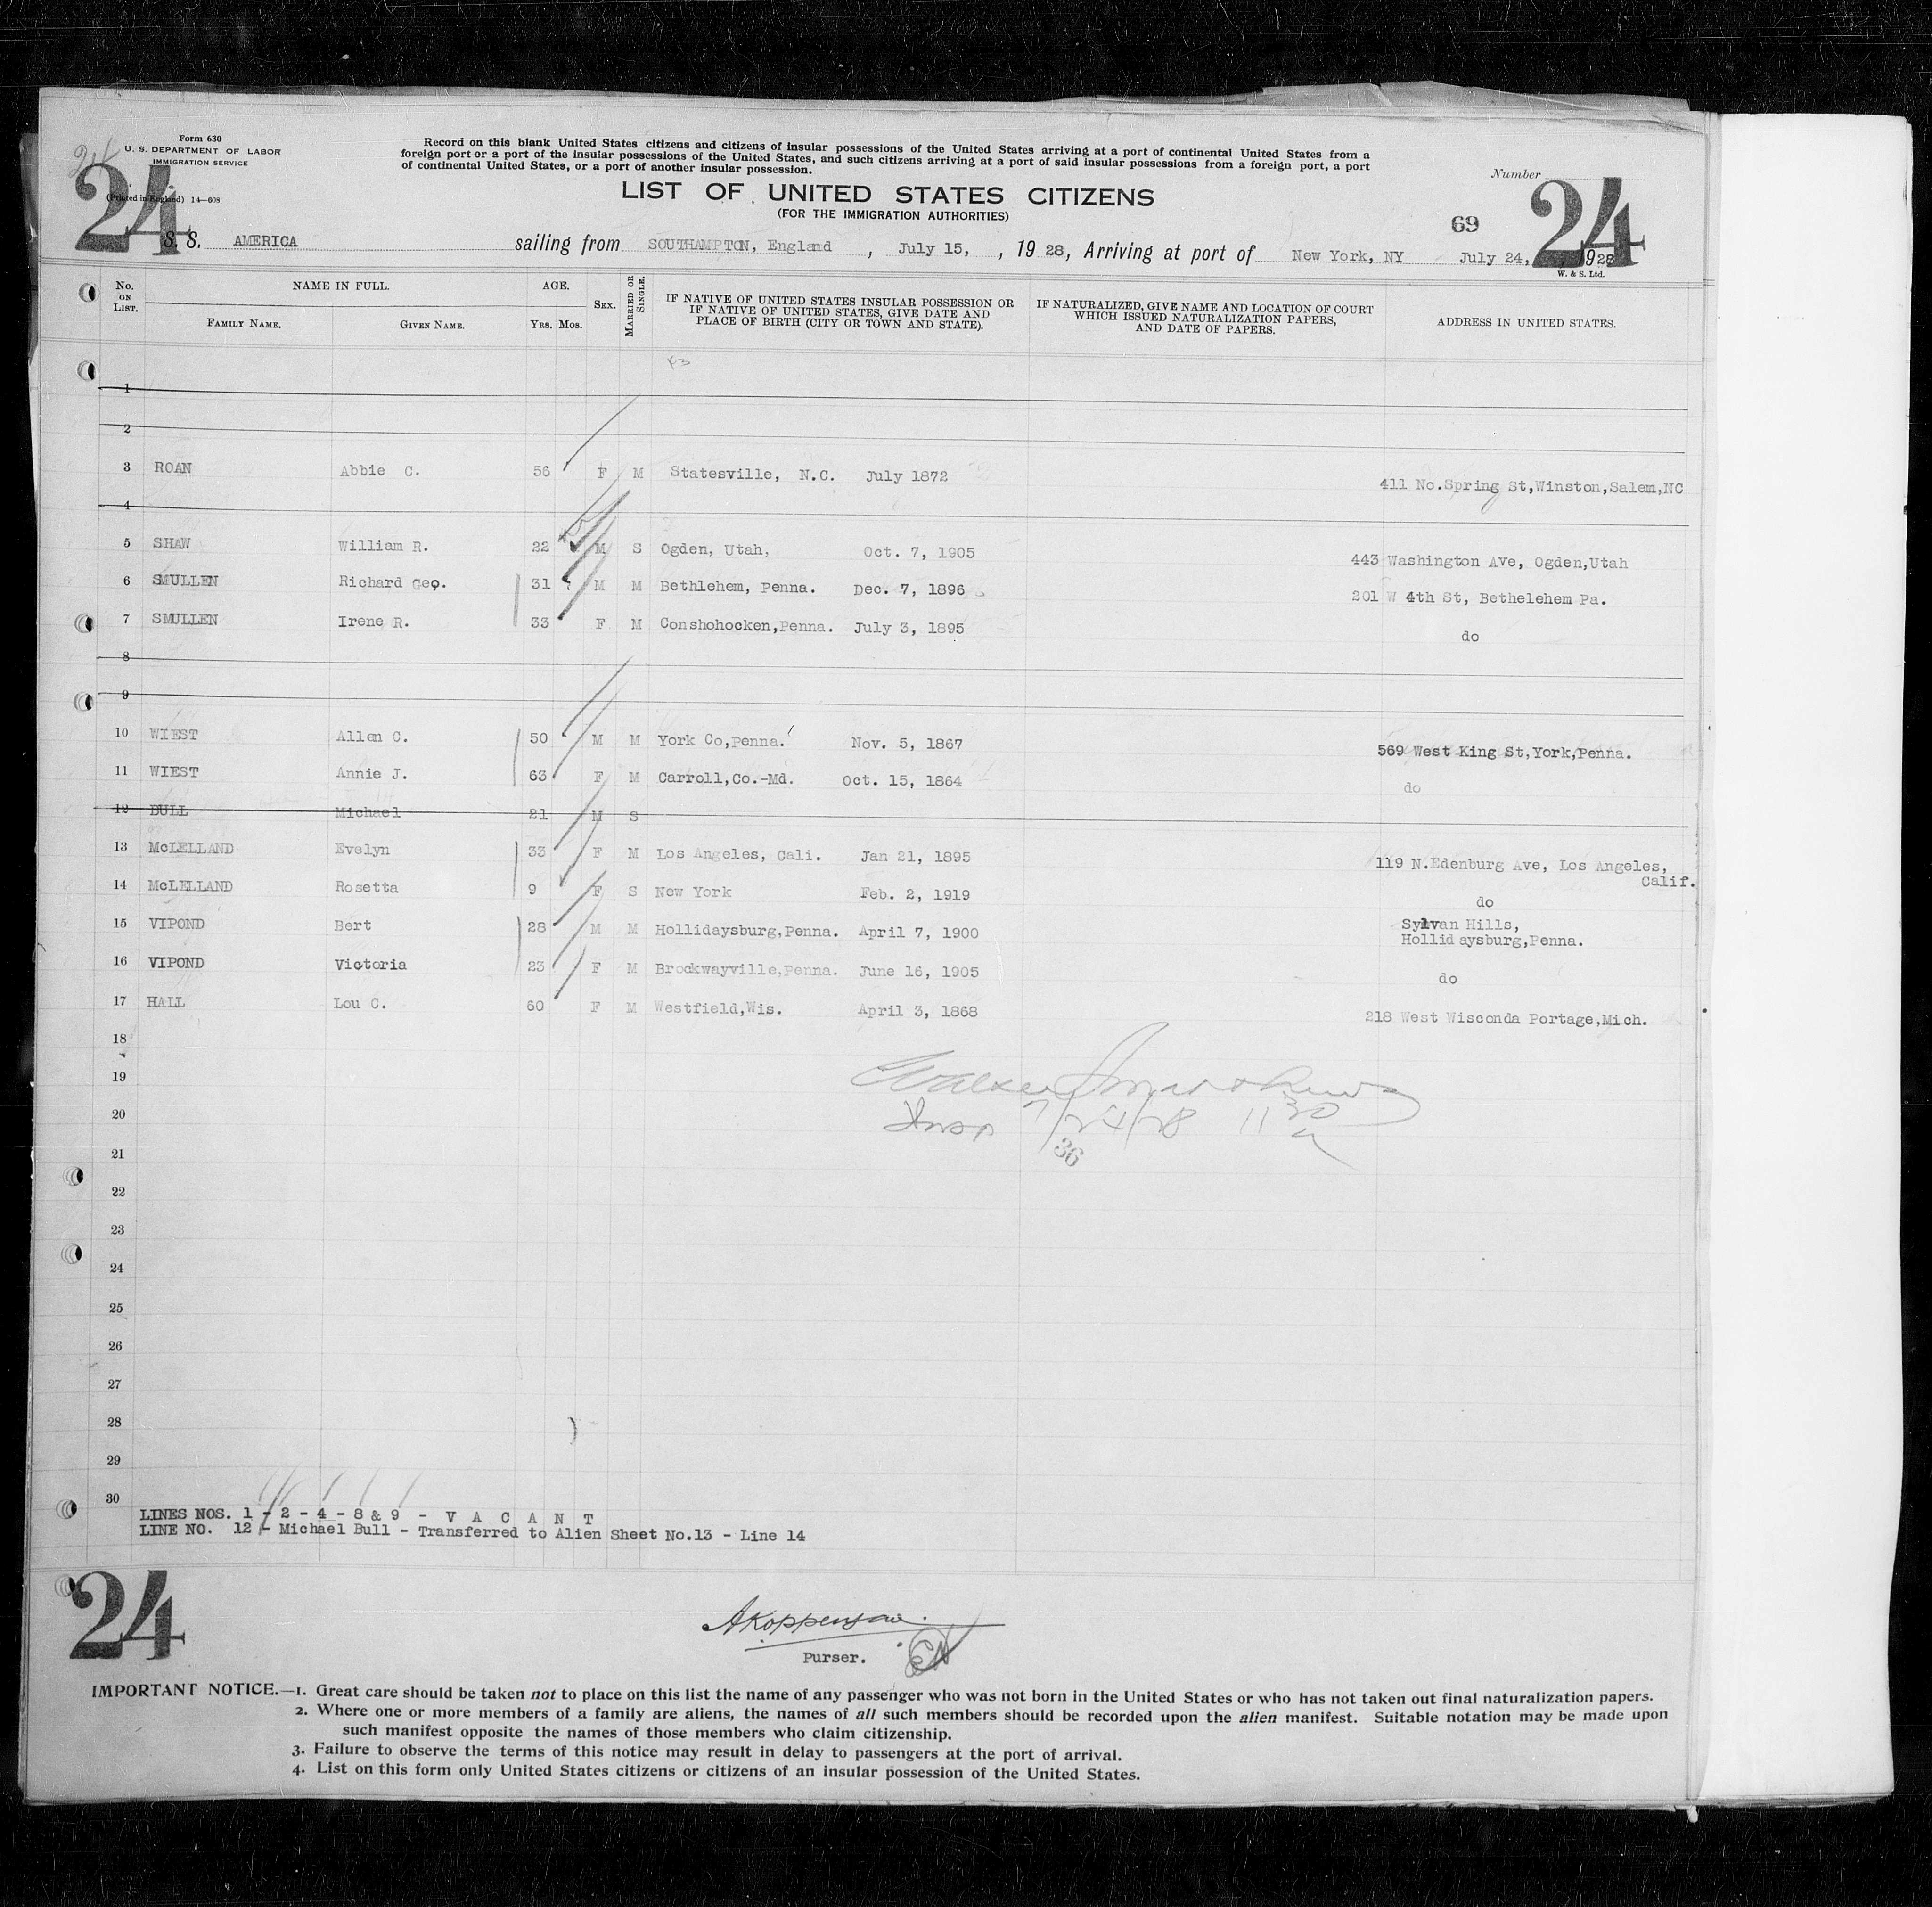 Form 630
U. S. DEPARTMENT OF LABOR
IMMIGRATION SERVICE
(Printed in England) 14—608
24
Record on this blank United States citizens and citizens of insular possessions of the United States arriving at a port of continental United States from a
foreign port or a port of the insular possessions of the United States, and such citizens arriving at a port of said insular possessions from a foreign port, a port
of continental United States, or a port of another insular possession.
LIST OF UNITED STATES CITIZENS
(FOR THE IMMIGRATION AUTHORITIES)
Number
24
69
S. S. AMERICA sailing from SOUTHAMPTON, England, July 15, , 19 28, Arriving at port of New York, NY July 24, , 1928
W. & S. Ltd.
No. ON LIST. NAME IN FULL. FAMILY NAME. GIVEN NAME. AGE. YRS. MOS. SEX. MARRIED OR SINGLE. IF NATIVE OF UNITED STATES INSULAR POSSESSION OR IF NATIVE OF UNITED STATES, GIVE DATE AND PLACE OF BIRTH (CITY OR TOWN AND STATE). IF NATURALIZED, GIVE NAME AND LOCATION OF COURT WHICH ISSUED NATURALIZATION PAPERS, AND DATE OF PAPERS. ADDRESS IN UNITED STATES.
1
2
3 ROAN Abbie C. 56 F M Statesville, N.C. July 1872 411 No.Spring St,Winston,Salem,NC
4
5 SHAW William R. 22 M S Ogden, Utah, Oct. 7, 1905 443 Washington Ave, Ogden,Utah
6 SMULLEN Richard Geo. 31 M M Bethlehem, Penna. Dec. 7, 1896 201 W 4th St, Bethelehem Pa.
7 SMULLEN Irene R. 33 F M Conshohocken,Penna. July 3, 1895 do
8
9
10 WIEST Allen C. 50 M M York Co,Penna. Nov. 5, 1867 569 West King St,York,Penna.
11 WIEST Annie J. 63 F M Carroll,Co.-Md. Oct. 15, 1864 do
12 BULL Michael 21 M S
13 McLELLAND Evelyn 33 F M Los Angeles, Cali. Jan 21, 1895 119 N.Edenburg Ave, Los Angeles,
Calif.
14 McLELLAND Rosetta 9 F S New York Feb. 2, 1919 do
15 VIPOND Bert 28 M M Hollidaysburg,Penna. April 7, 1900 Sylvan Hills,
Hollidaysburg,Penna.
16 VIPOND Victoria 23 F M Brockwayville,Penna. June 16, 1905 do
17 HALL Lou C. 60 F M Westfield,Wis. April 3, 1868 218 West Wisconda Portage,Mich.
18
19
20 Insp 7/24/28 11 30
36
21
22
23
24
25
26
27
28
29
30
LINES NOS. 1 - 2 - 4 - 8 & 9 - V A C A N T
LINE NO. 12 - Michael Bull - Transferred to Alien Sheet No.13 - Line 14
24
Purser.
IMPORTANT NOTICE.—1. Great care should be taken not to place on this list the name of any passenger who was not born in the United States or who has not taken out final naturalization papers.
2. Where one or more members of a family are aliens, the names of all such members should be recorded upon the alien manifest. Suitable notation may be made upon
such manifest opposite the names of those members who claim citizenship.
3. Failure to observe the terms of this notice may result in delay to passengers at the port of arrival.
4. List on this form only United States citizens or citizens of an insular possession of the United States.